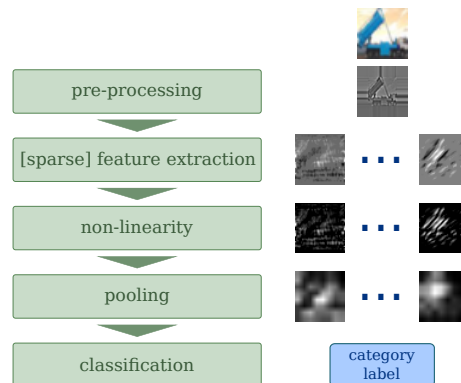 pre-processing
[sparse] feature extraction
non-linearity
pooling
classification
category
label